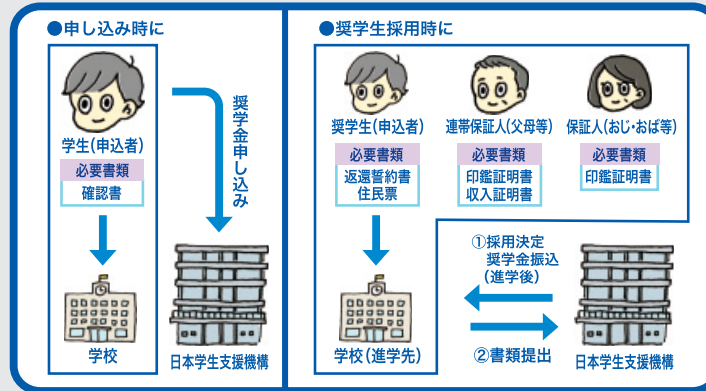 ●申し込み時に
学生(申込者)
必要書類
確認書
学校
奨学金申し込み
日本学生支援機構
●奨学生採用時に
奨学生(申込者)
必要書類
返還誓約書
住民票
連帯保証人(父母等)
必要書類
印鑑証明書
収入証明書
保証人(おじ・おば等)
必要書類
印鑑証明書
学校(進学先)
①採用決定
奨学金振込
(進学後)
②書類提出
日本学生支援機構